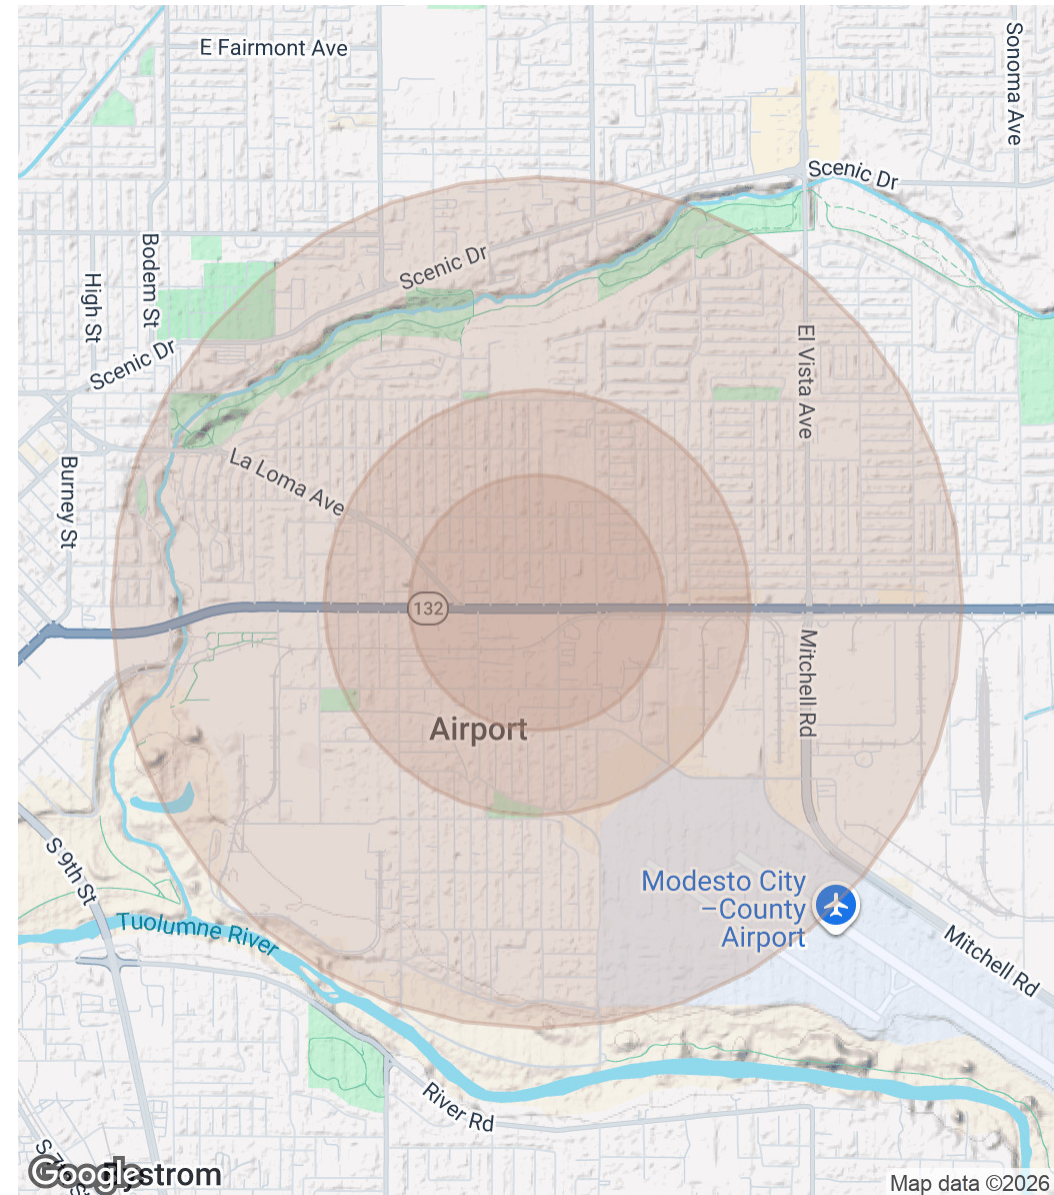 E Fairmont Ave
Sonoma Ave
Scenic Dr
Bodem St
High St
Scenic Dr
Scenic Dr
El Vista Ave
La Loma Ave
Burney St
132
Mitchell Rd
Airport
S 9th St
Modesto City
–County
Airport
Tuolumne River
Mitchell Rd
River Rd
Google
Map data ©2026